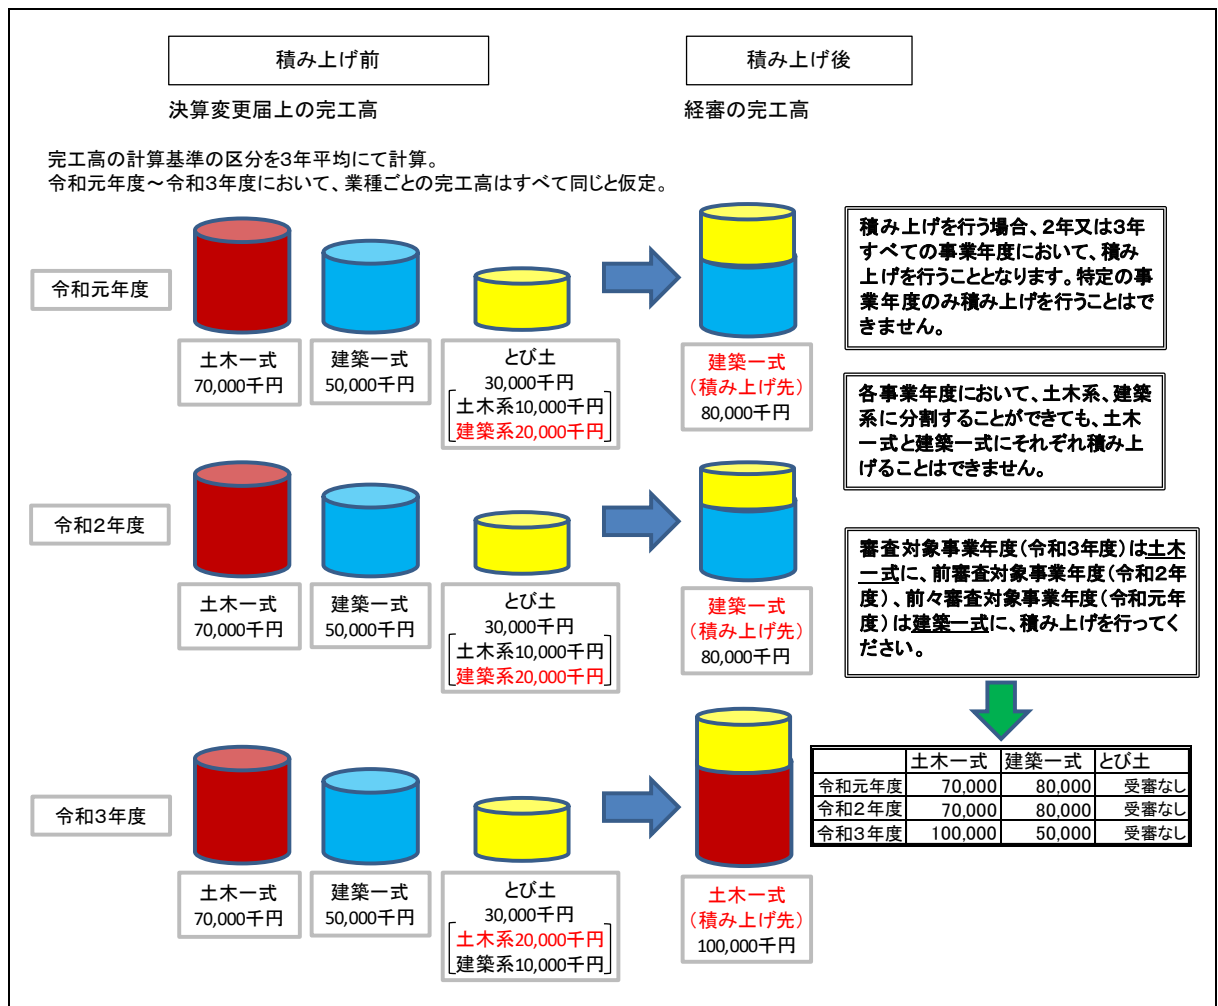 積み上げ前
積み上げ後
決算変更届上の完工高
経審の完工高
完工高の計算基準の区分を3年平均にて計算。
令和元年度～令和3年度において、業種ごとの完工高はすべて同じと仮定。
令和元年度
土木一式
70,000千円
建築一式
50,000千円
とび土
30,000千円
土木系10,000千円
建築系20,000千円
建築一式
(積み上げ先)
80,000千円
積み上げを行う場合、2年又は3年
すべての事業年度において、積み
上げを行うこととなります。特定の事
業年度のみ積み上げを行うことはで
きません。
各事業年度において、土木系、建築
系に分割することができても、土木
一式と建築一式にそれぞれ積み上
げることはできません。
令和2年度
土木一式
70,000千円
建築一式
50,000千円
とび土
30,000千円
土木系10,000千円
建築系20,000千円
建築一式
(積み上げ先)
80,000千円
審査対象事業年度(令和3年度)は土木
一式に、前審査対象事業年度(令和2年
度)、前々審査対象事業年度(令和元年
度)は建築一式に、積み上げを行ってく
ださい。
令和3年度
土木一式
70,000千円
建築一式
50,000千円
とび土
30,000千円
土木系20,000千円
建築系10,000千円
土木一式
(積み上げ先)
100,000千円
土木一式 建築一式 とび土
令和元年度 70,000 80,000 受審なし
令和2年度 70,000 80,000 受審なし
令和3年度 100,000 50,000 受審なし